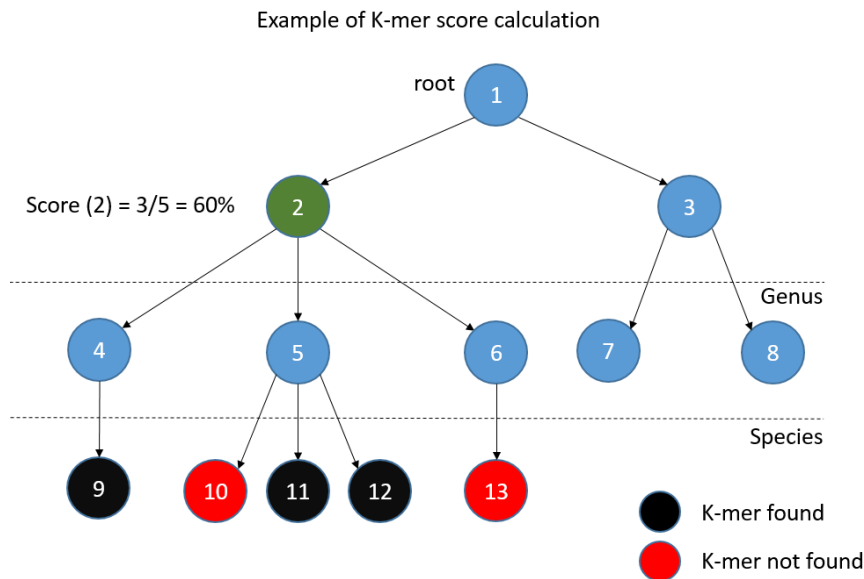 Example of K-mer score calculation
root
1
Score (2) = 3/5 = 60%
2
3
Genus
4
5
6
7
8
Species
9
10
11
12
13
K-mer found
K-mer not found